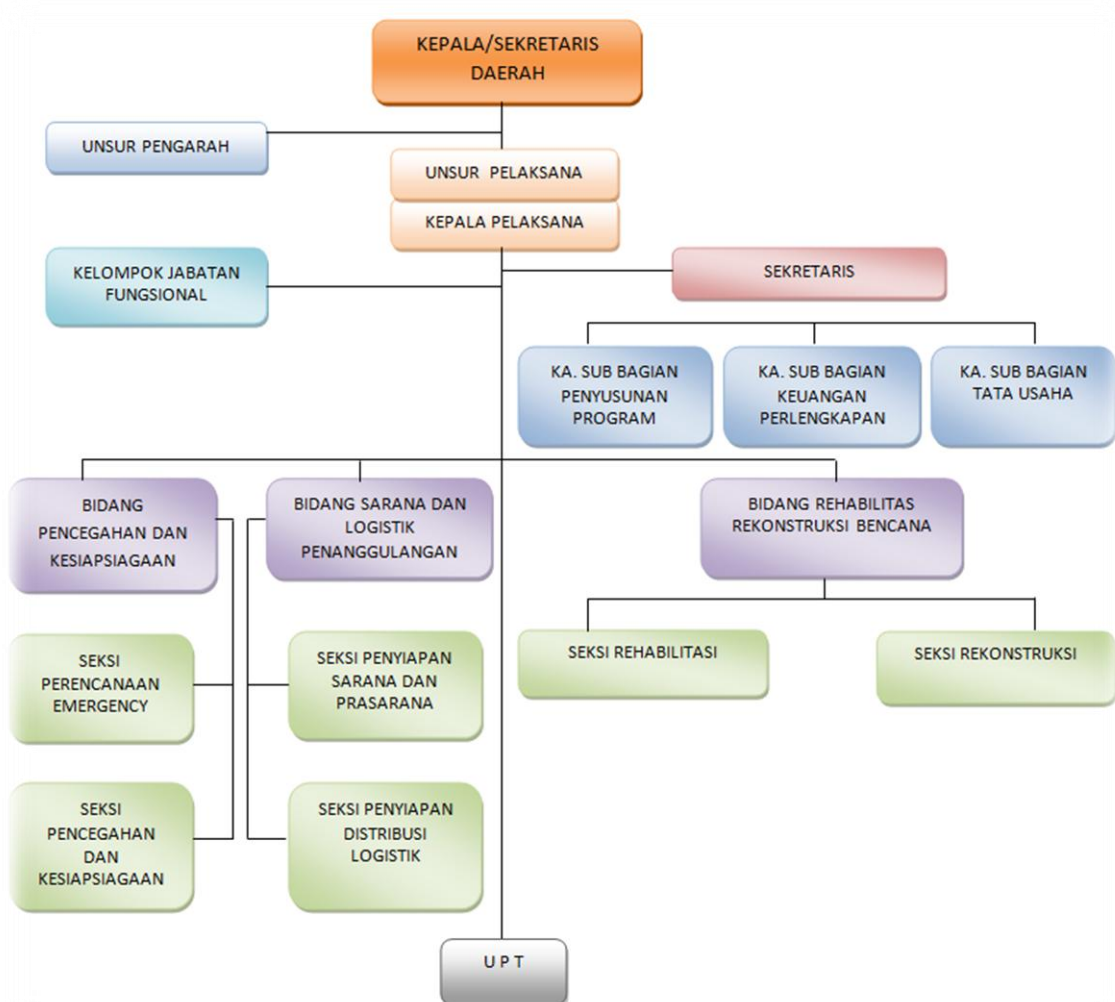 KEPALA/SEKRETARIS
DAERAH
UNSUR PENGARAH
UNSUR PELAKSANA
KEPALA PELAKSANA
KELOMPOK JABATAN
FUNGSIONAL
SEKRETARIS
KA. SUB BAGIAN
PENYUSUNAN
PROGRAM
KA. SUB BAGIAN
KEUANGAN
PERLENGKAPAN
KA. SUB BAGIAN
TATA USAHA
BIDANG
PENCEGAHAN DAN
KESIAPSIAGAAN
BIDANG SARANA DAN
LOGISTIK
PENANGGULANGAN
BIDANG REHABILITAS
REKONSTRUKSI BENCANA
SEKSI
PERENCANAAN
EMERGENCY
SEKSI PENYIAPAN
SARANA DAN
PRASARANA
SEKSI REHABILITASI
SEKSI REKONSTRUKSI
SEKSI
PENCEGAHAN
DAN
KESIAPSIAGAAN
SEKSI PENYIAPAN
DISTRIBUSI
LOGISTIK
U P T